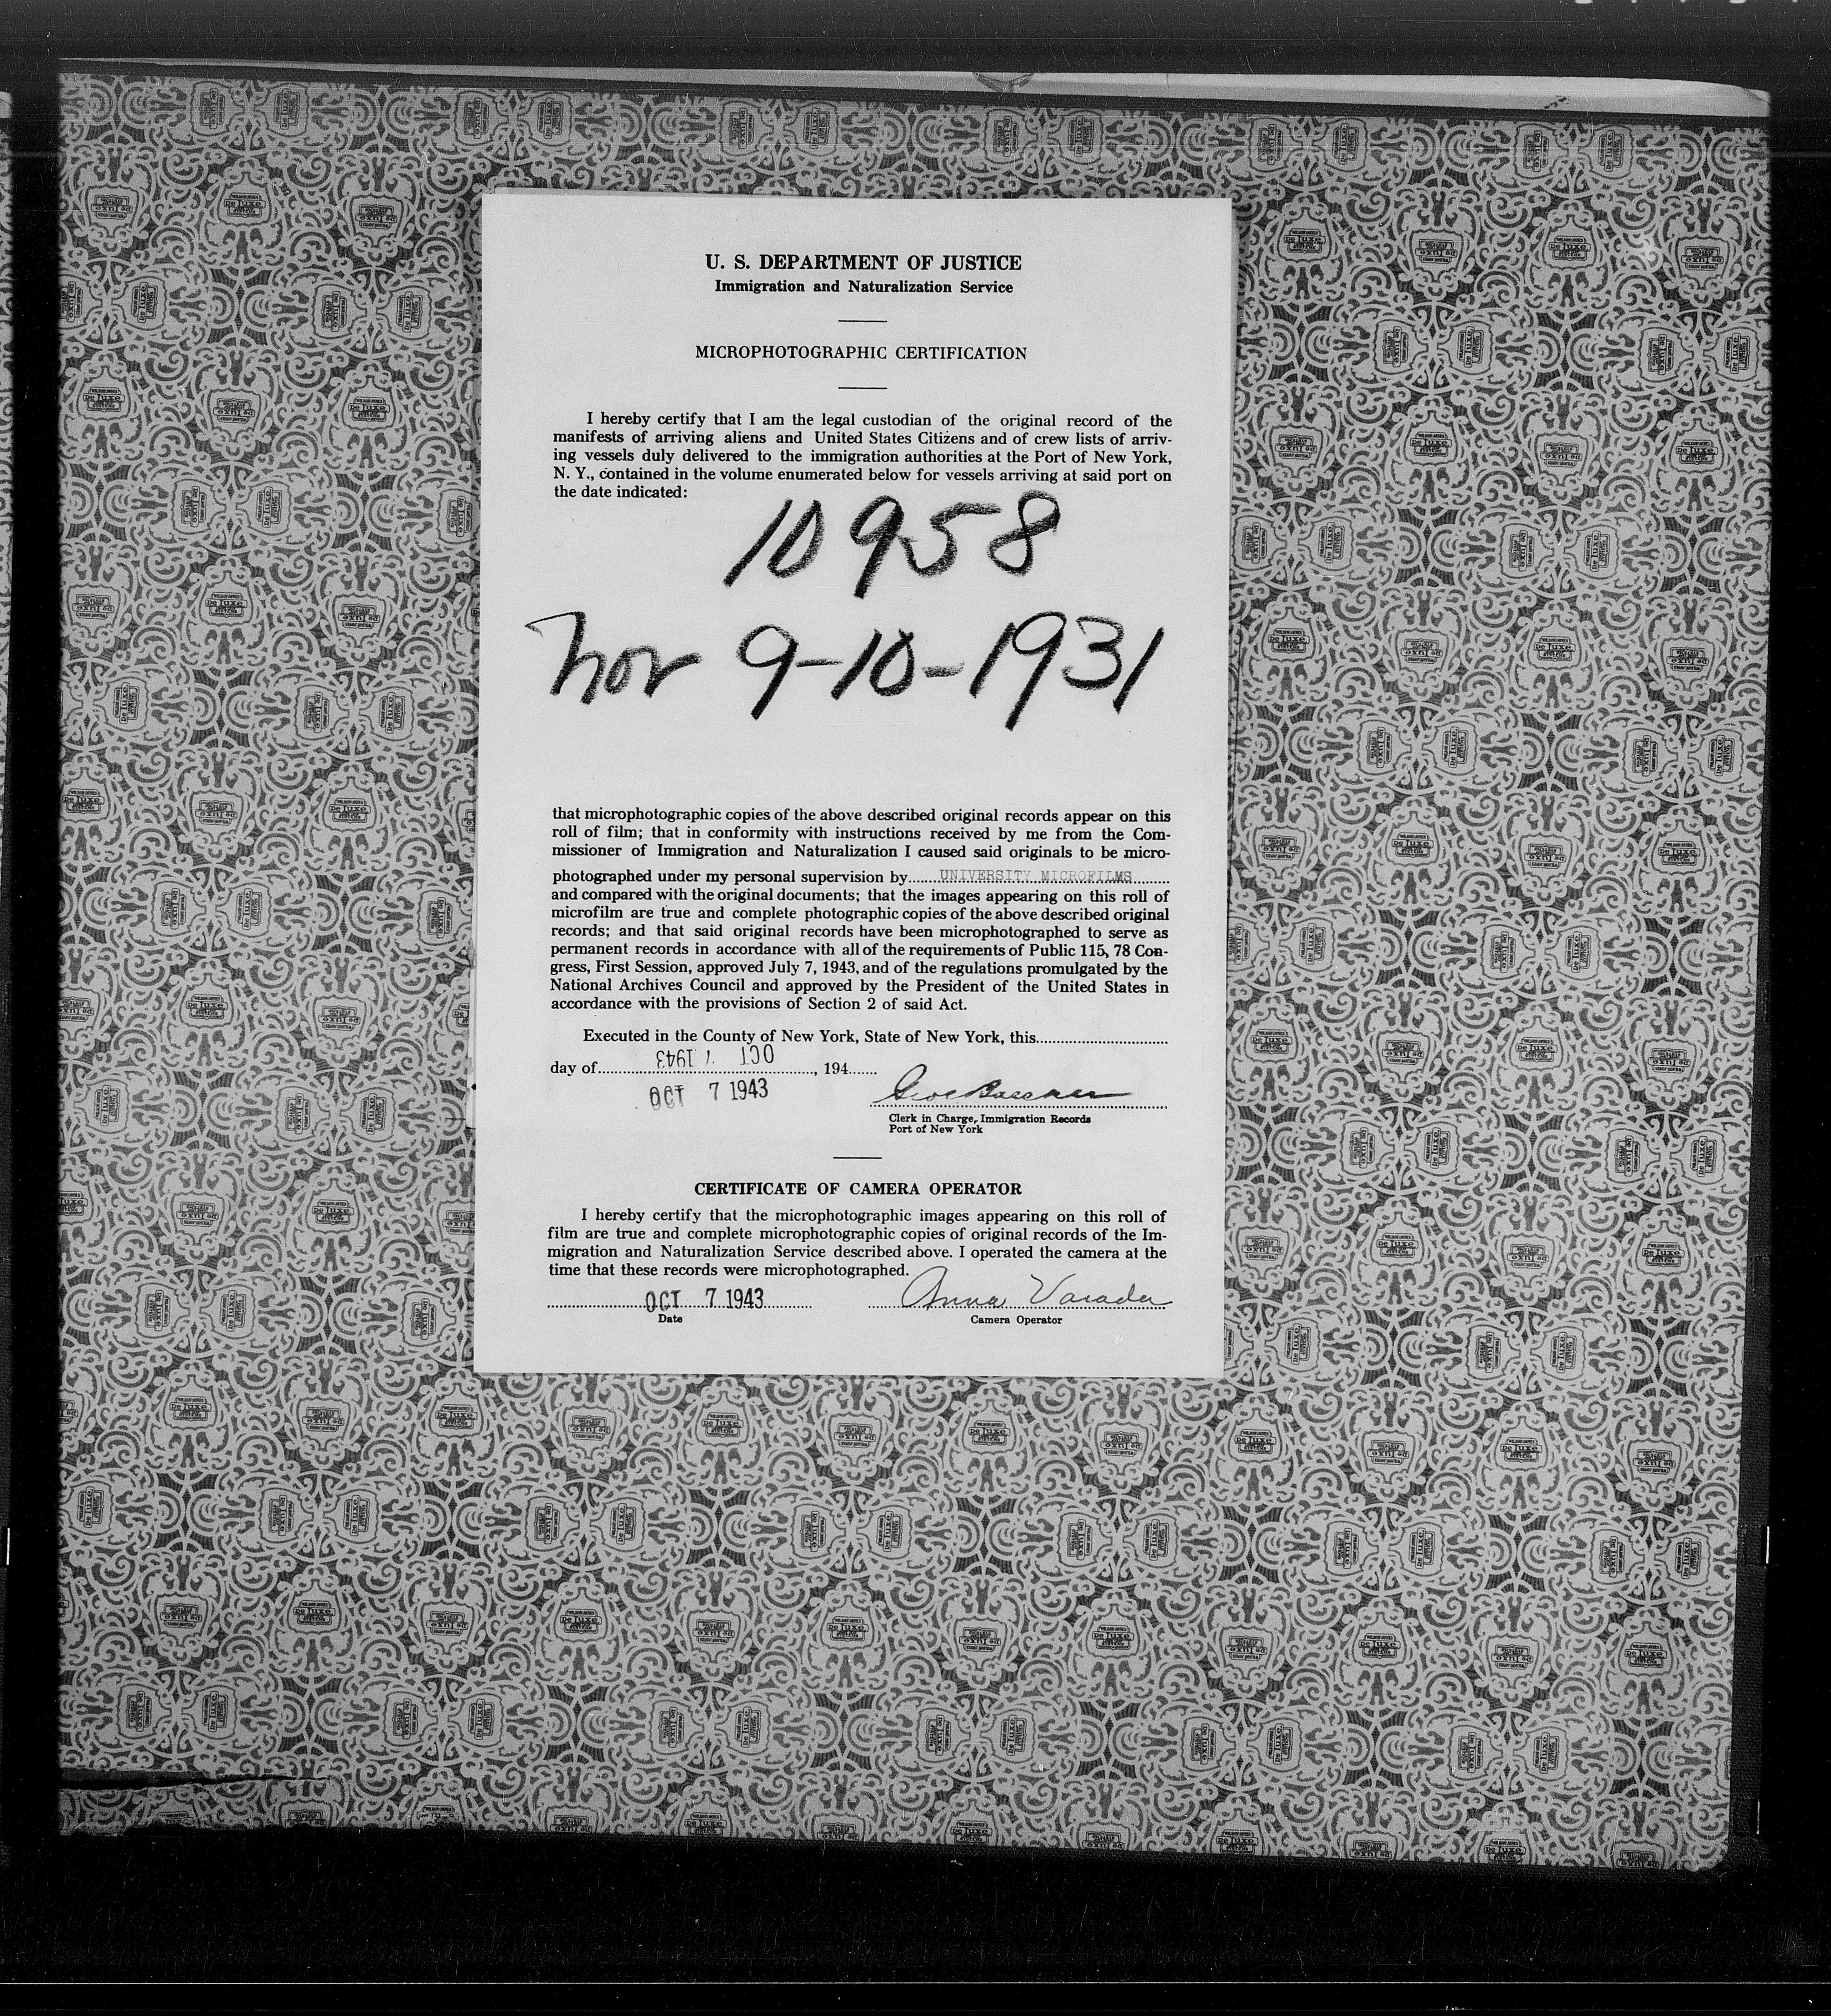 U. S. DEPARTMENT OF JUSTICE
Immigration and Naturalization Service
MICROPHOTOGRAPHIC CERTIFICATION
I hereby certify that I am the legal custodian of the original record of the
manifests of arriving aliens and United States Citizens and of crew lists of arriv-
ing vessels duly delivered to the immigration authorities at the Port of New York,
N. Y., contained in the volume enumerated below for vessels arriving at said port on
the date indicated:
10958
Nov 9-10-1931
that microphotographic copies of the above described original records appear on this
roll of film; that in conformity with instructions received by me from the Com-
missioner of Immigration and Naturalization I caused said originals to be micro-
photographed under my personal supervision by UNIVERSITY MICROFILMS
and compared with the original documents; that the images appearing on this roll of
microfilm are true and complete photographic copies of the above described original
records; and that said original records have been microphotographed to serve as
permanent records in accordance with all of the requirements of Public 115, 78 Con-
gress, First Session, approved July 7, 1943, and of the regulations promulgated by the
National Archives Council and approved by the President of the United States in
accordance with the provisions of Section 2 of said Act.
Executed in the County of New York, State of New York, this
OCT 7 1943
day of , 194
OCT 7 1943
Clerk in Charge, Immigration Records
Port of New York
CERTIFICATE OF CAMERA OPERATOR
I hereby certify that the microphotographic images appearing on this roll of
film are true and complete microphotographic copies of original records of the Im-
migration and Naturalization Service described above. I operated the camera at the
time that these records were microphotographed.
OCT 7 1943 Anna
Date
Camera Operator
De Luxe